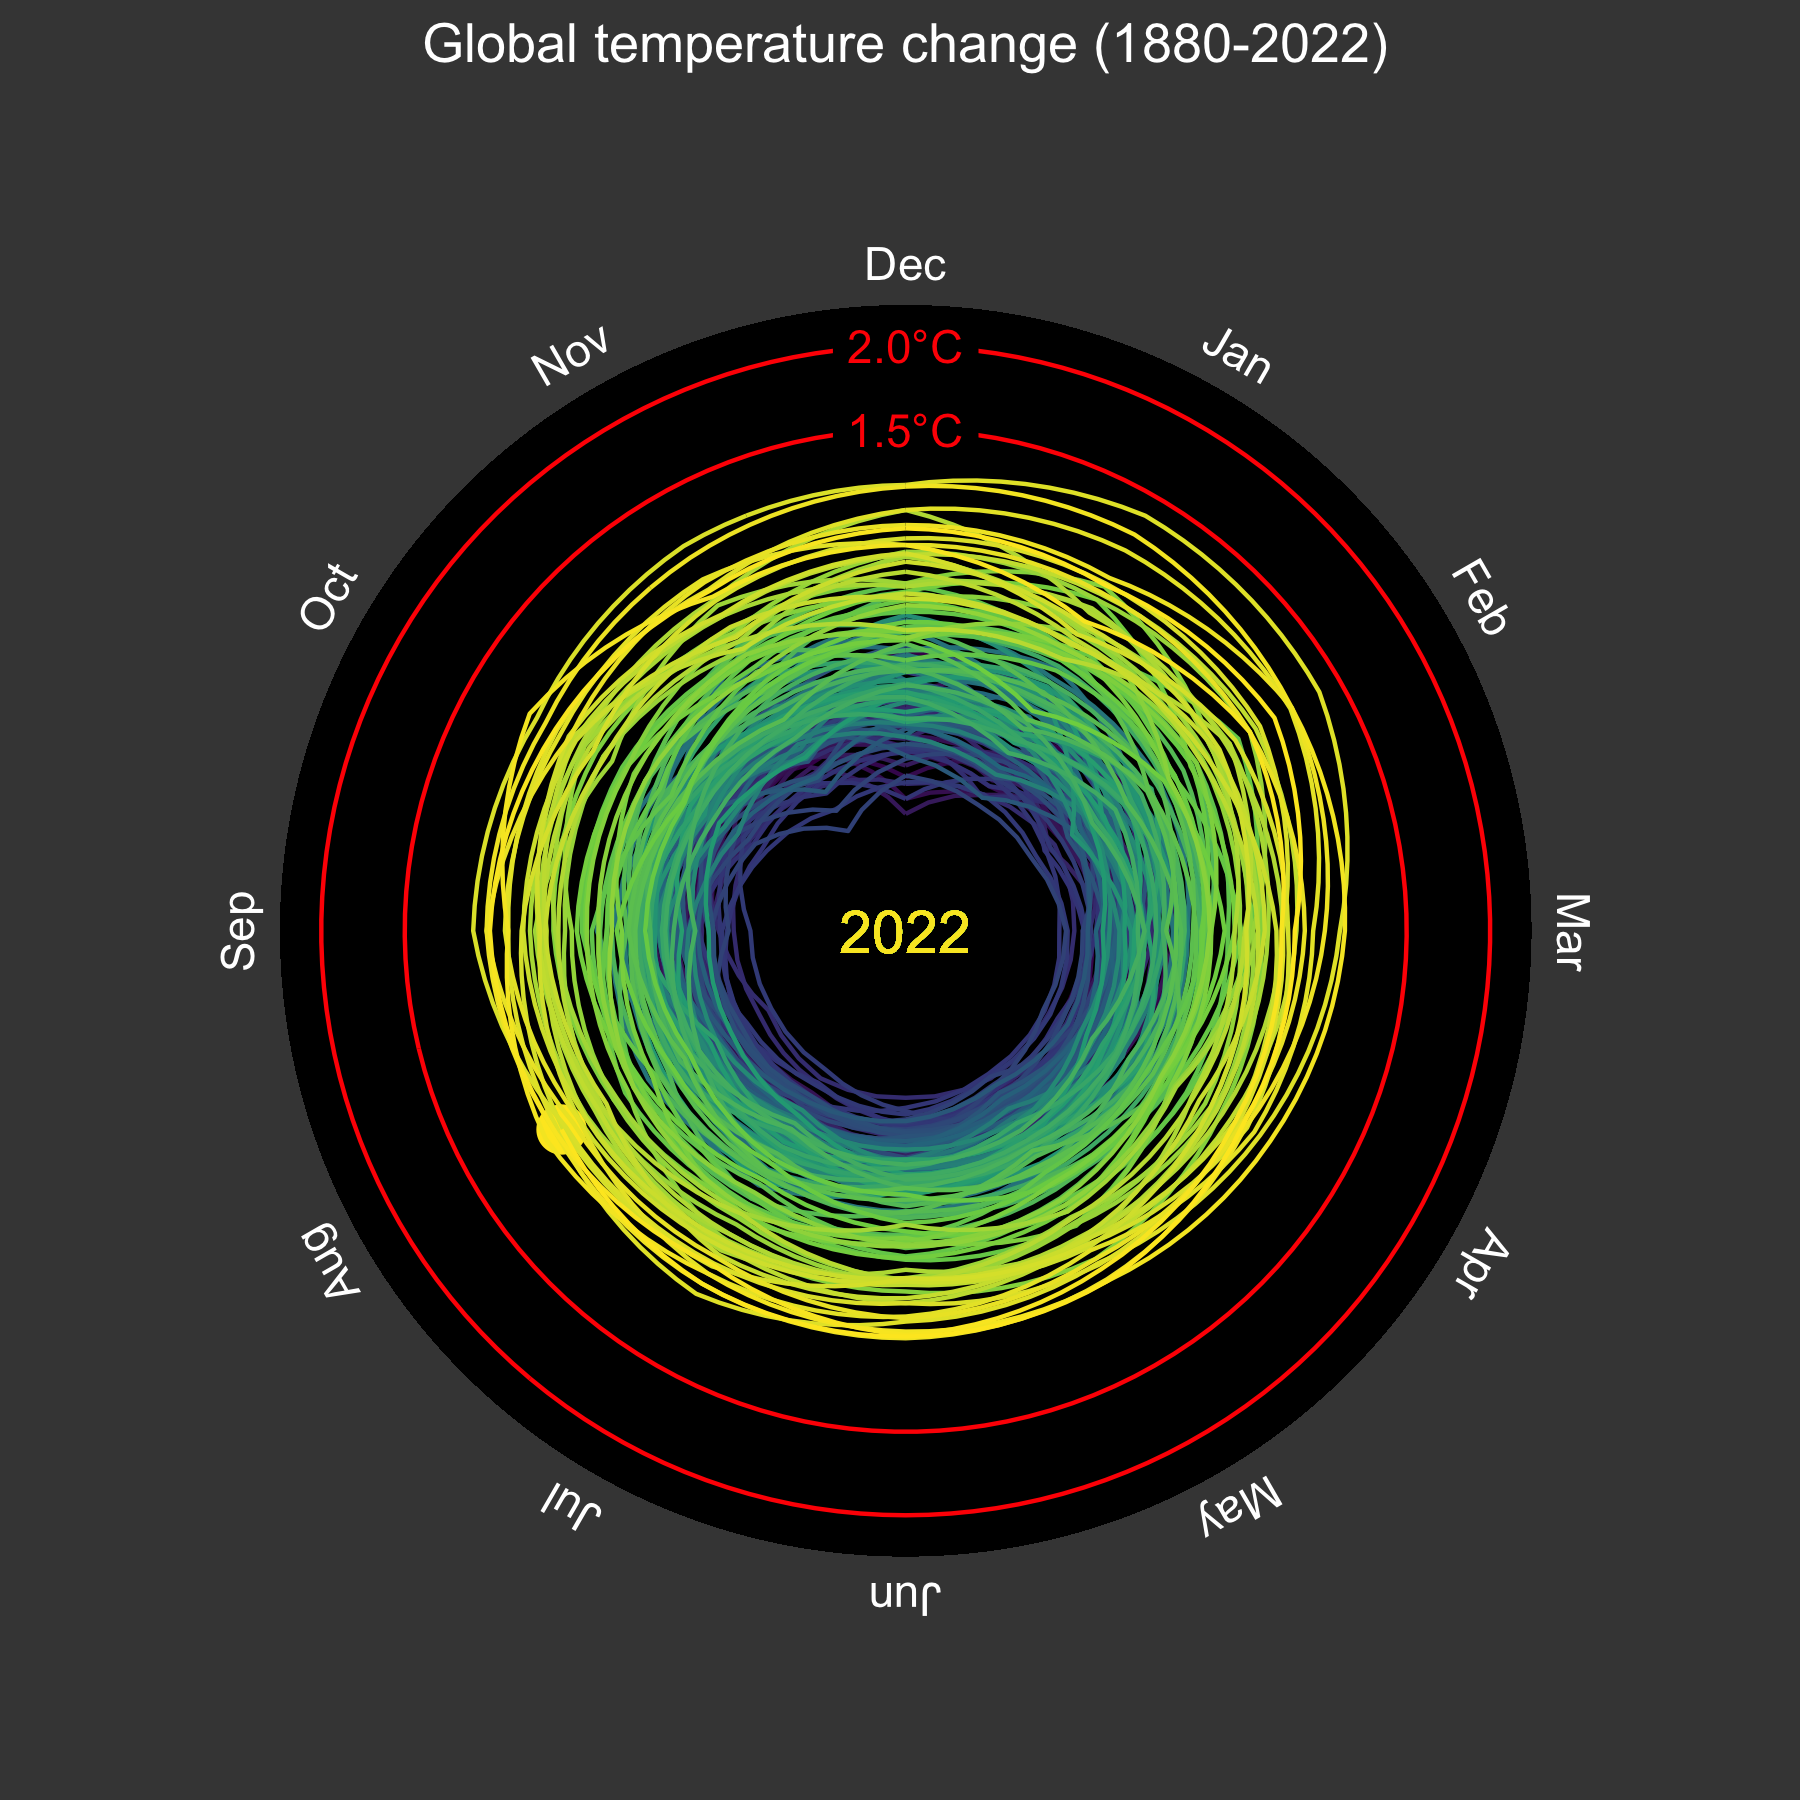 Global temperature change (1880-2022)
Dec
Jan
Feb
Mar
Apr
May
Jun
Jul
Aug
Sep
Oct
Nov
2.0°C
1.5°C
2022